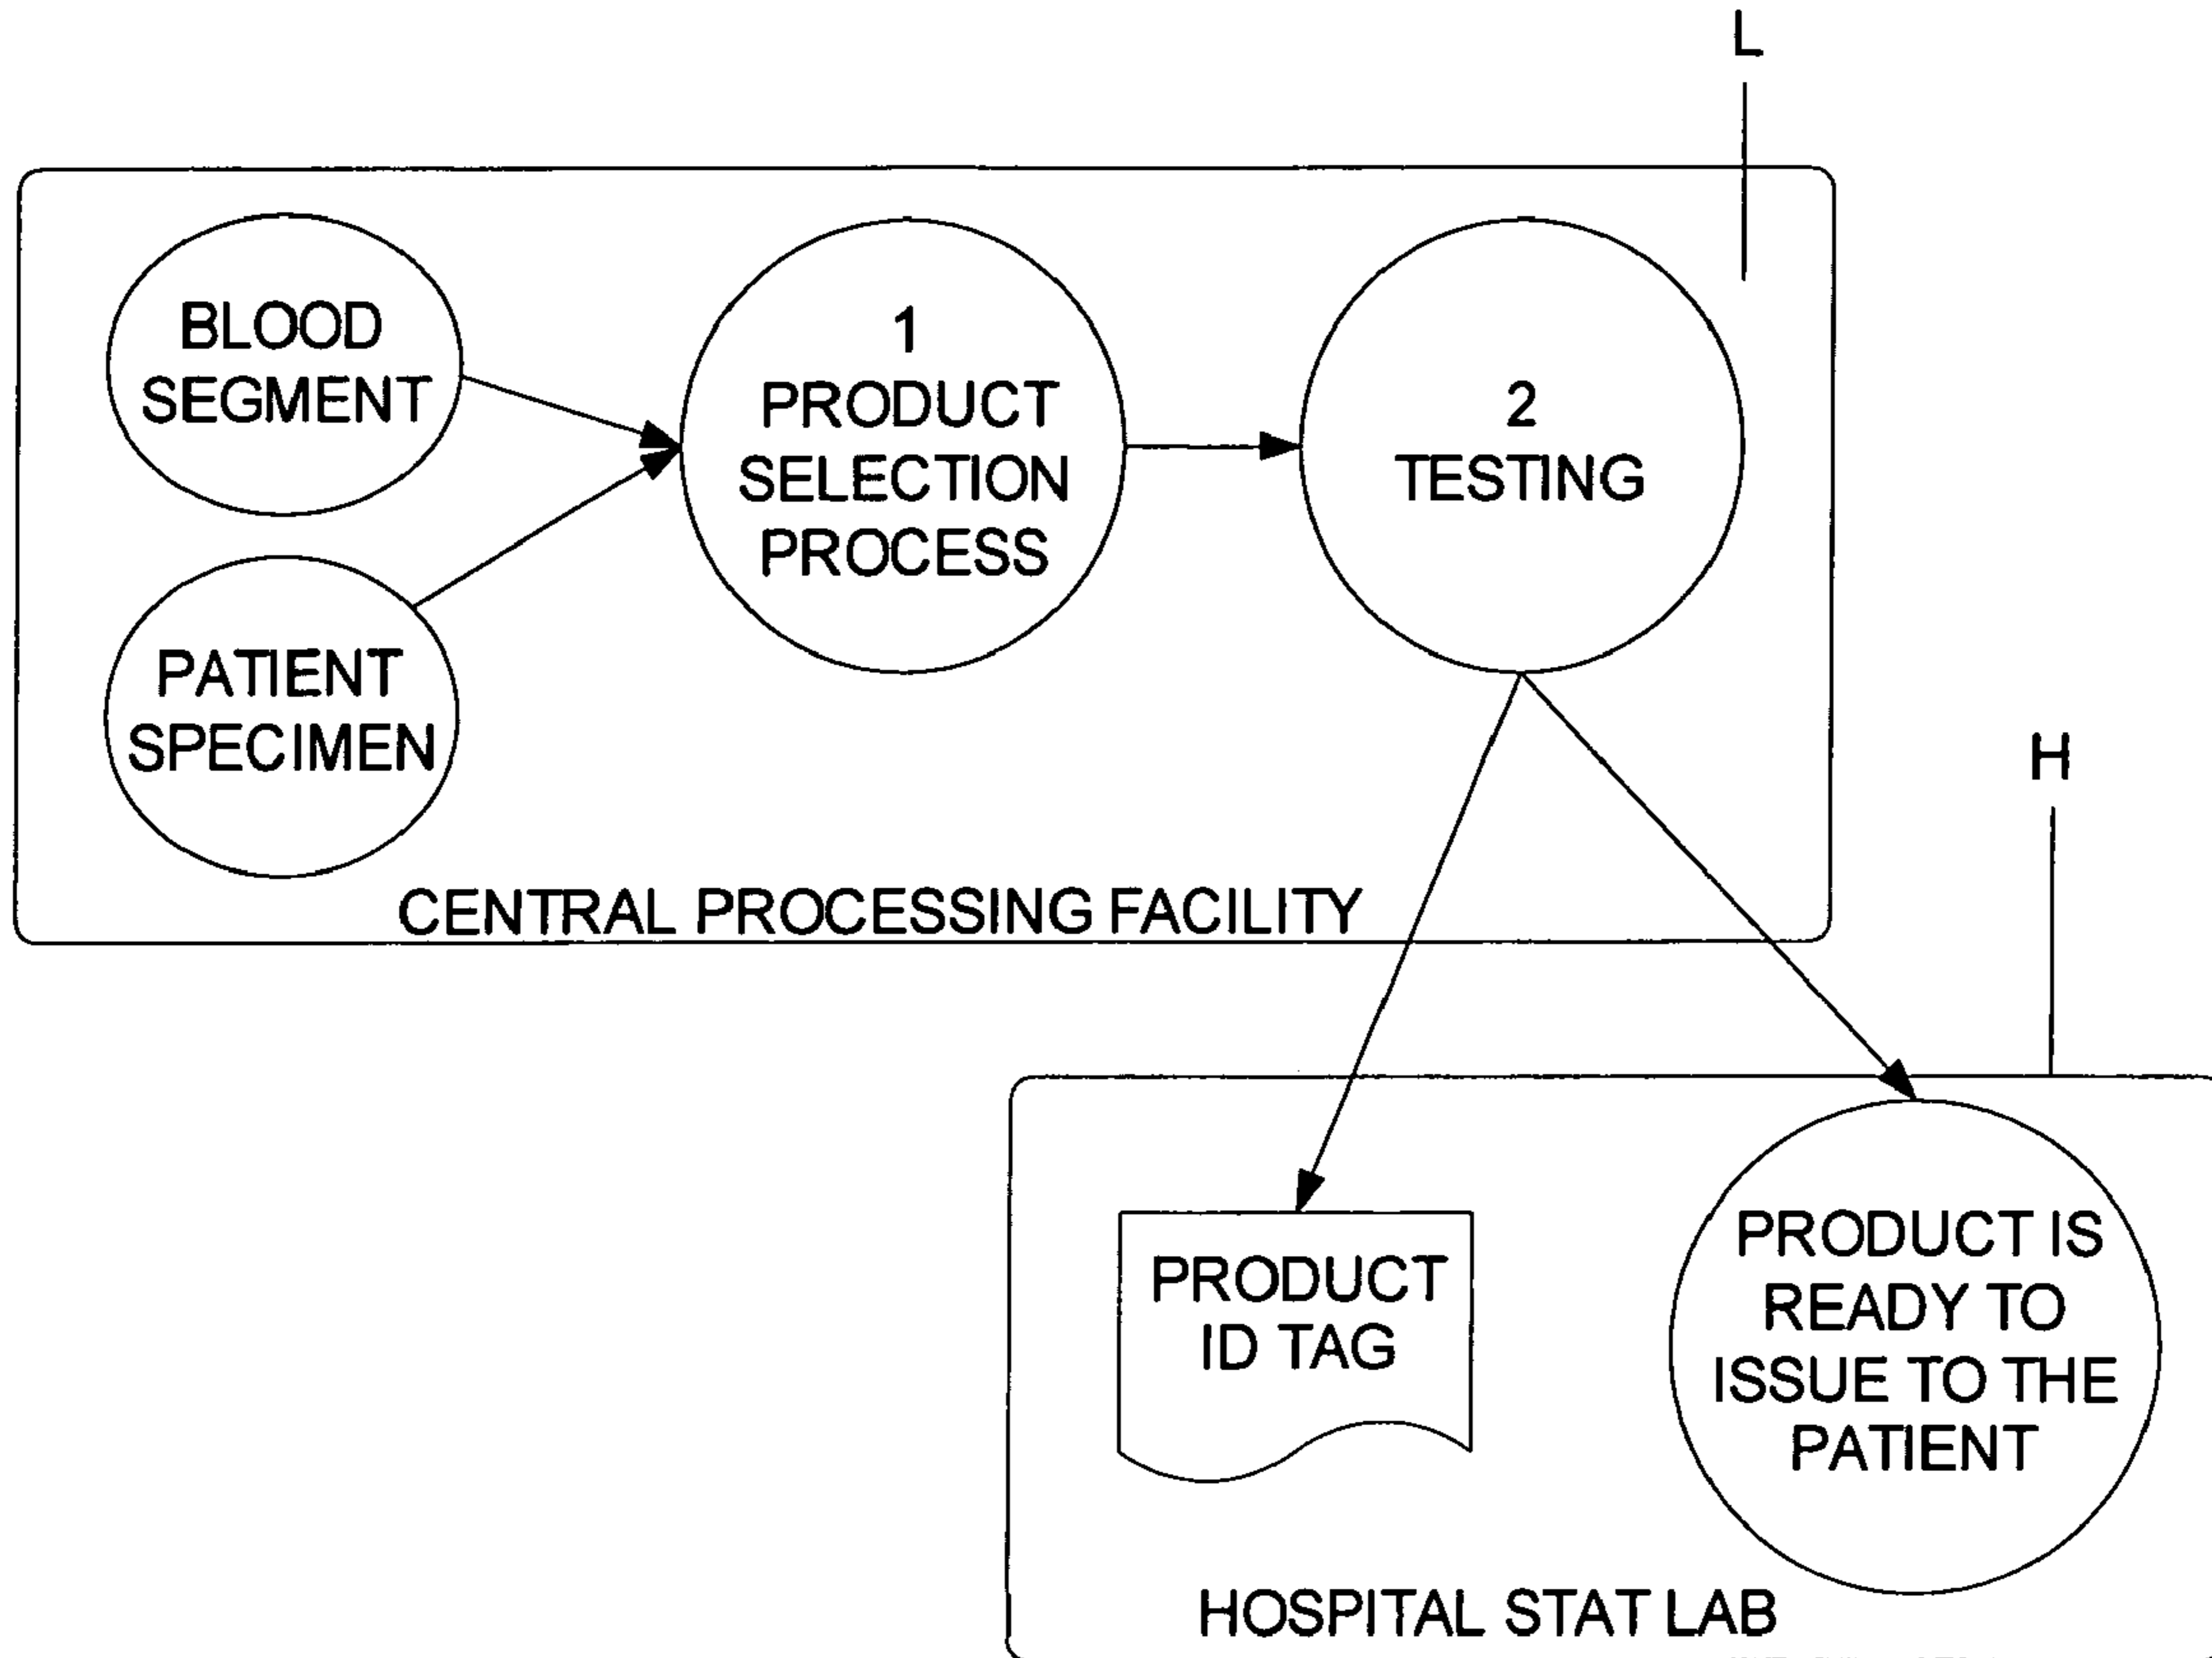 L
BLOOD
SEGMENT
1
PRODUCT
SELECTION
PROCESS
2
TESTING
PATIENT
SPECIMEN
CENTRAL PROCESSING FACILITY
H
PRODUCT
ID TAG
PRODUCT IS
READY TO
ISSUE TO THE
PATIENT
HOSPITAL STAT LAB